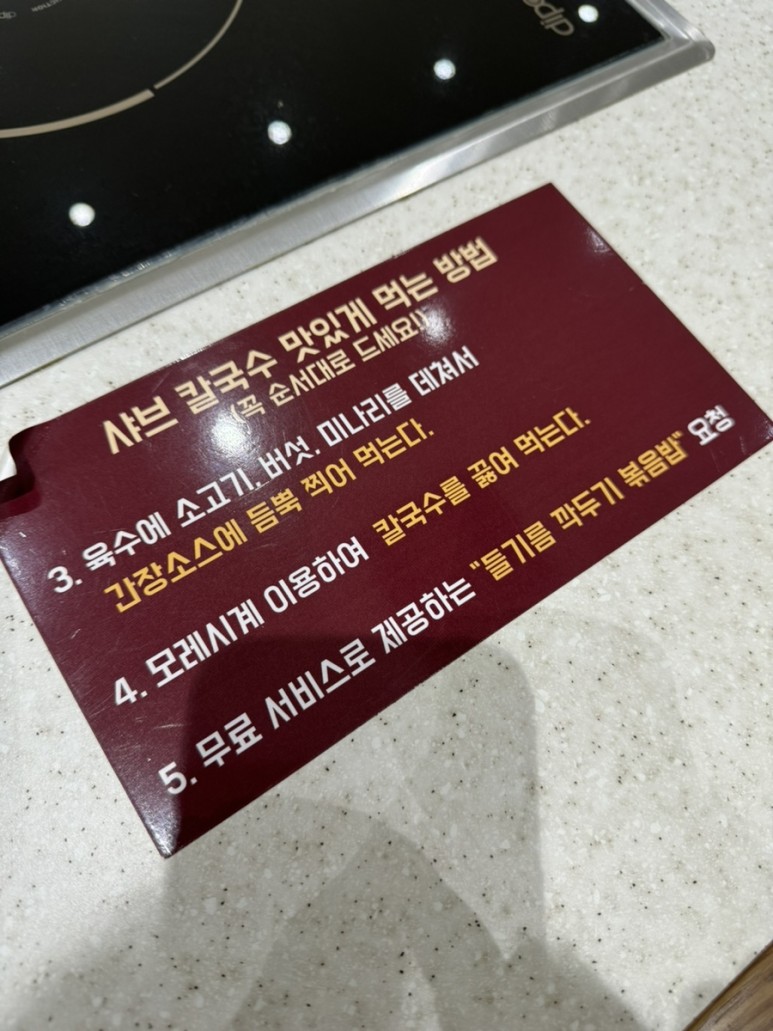 샤브 칼국수 맛있게 먹는 방법
(꼭 순서대로 드세요!)
3. 육수에 소고기, 버섯, 미나리를 데쳐서
간장소스에 듬뿍 찍어 먹는다.
4. 모레시계 이용하여 칼국수를 끓여 먹는다.
5. 무료 서비스로 제공하는 "들기름 깍두기 볶음밥" 요청